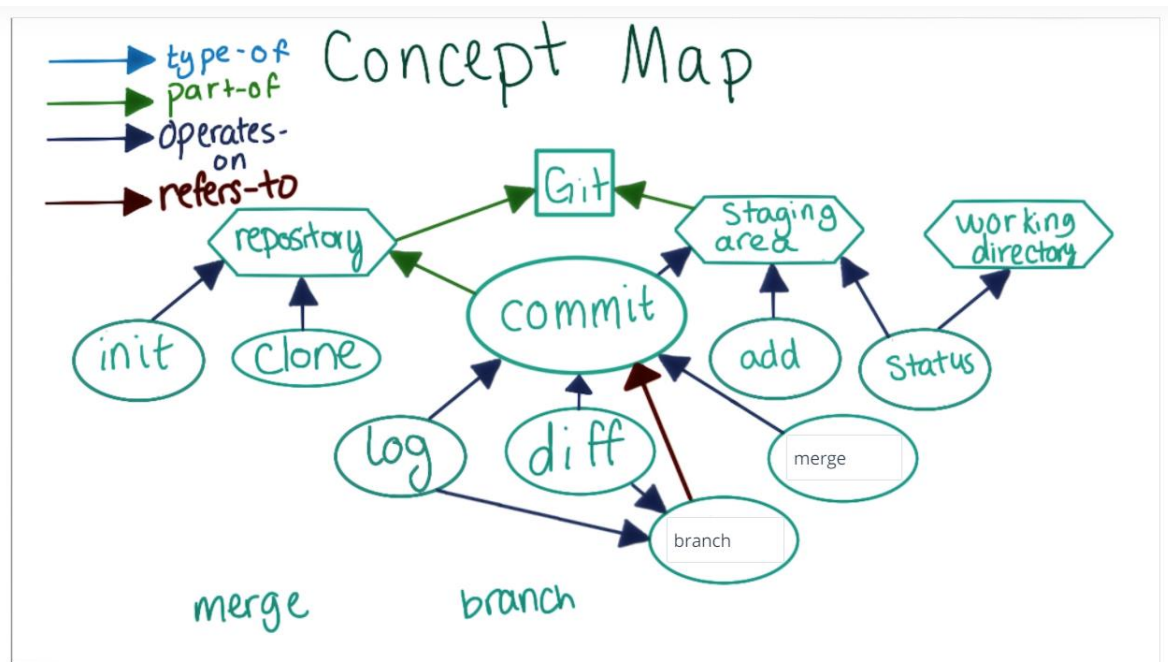 Concept Map
type-of
part-of
operates-
on
refers-to
Git
repository
Staging
area
working
directory
commit
init
Clone
add
Status
log
diff
merge
branch
merge
branch